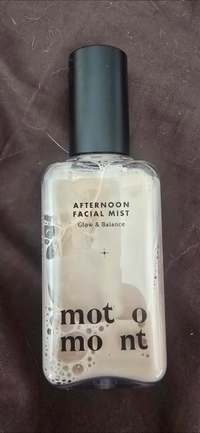 AFTERNOON
FACIAL MIST
Glow & Balance
mot o
mo nt